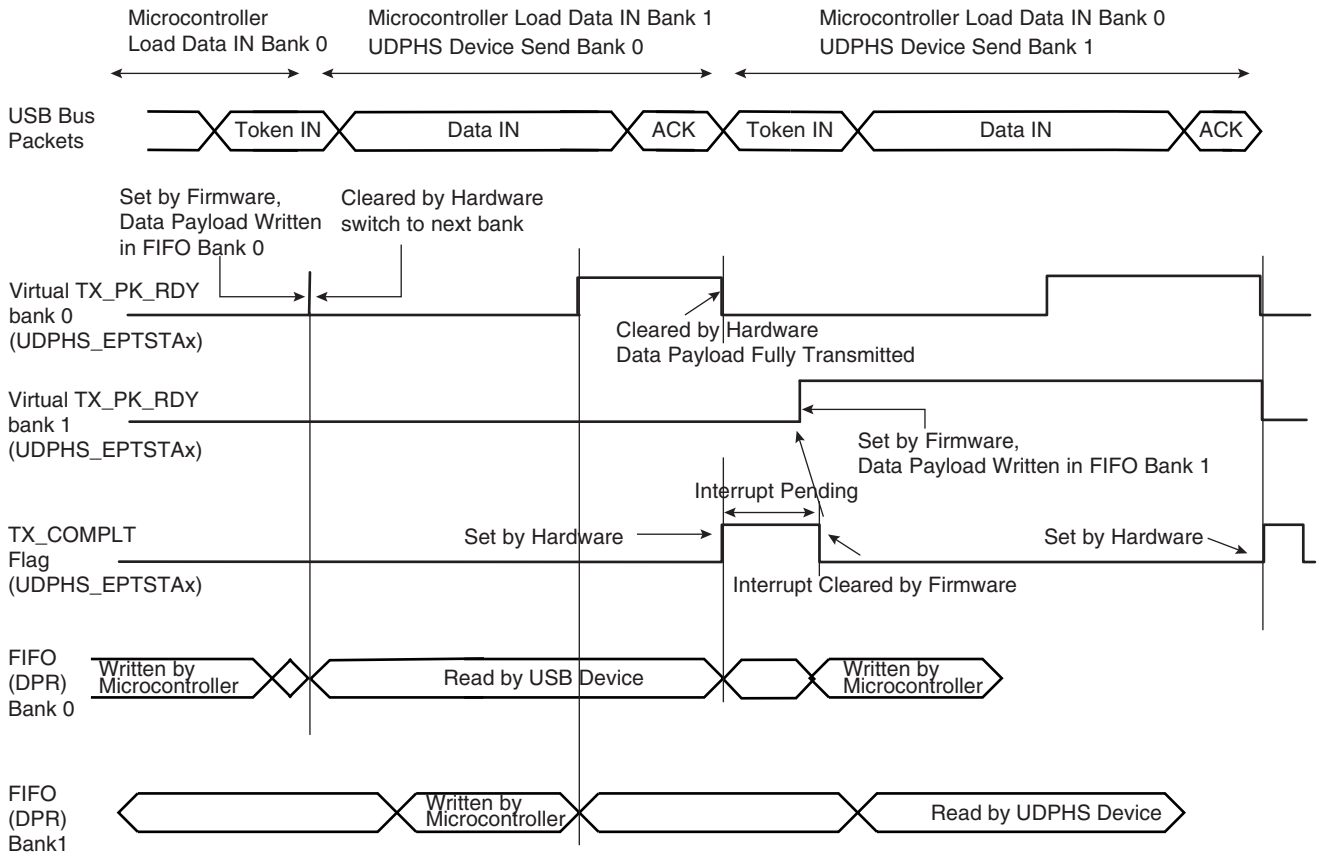 Microcontroller
Load Data IN Bank 0
Microcontroller Load Data IN Bank 1
UDPHS Device Send Bank 0
Microcontroller Load Data IN Bank 0
UDPHS Device Send Bank 1
USB Bus
Packets
Token IN
Data IN
ACK
Token IN
Data IN
ACK
Set by Firmware,
Data Payload Written
in FIFO Bank 0
Cleared by Hardware
switch to next bank
Virtual TX_PK_RDY
bank 0
(UDPHS_EPTSTAx)
Cleared by Hardware
Data Payload Fully Transmitted
Virtual TX_PK_RDY
bank 1
(UDPHS_EPTSTAx)
Set by Firmware,
Data Payload Written in FIFO Bank 1
Interrupt Pending
TX_COMPLT
Flag
(UDPHS_EPTSTAx)
Set by Hardware
Set by Hardware
Interrupt Cleared by Firmware
FIFO
(DPR)
Bank 0
Written by
Microcontroller
Read by USB Device
Written by
Microcontroller
FIFO
(DPR)
Bank1
Written by
Microcontroller
Read by UDPHS Device